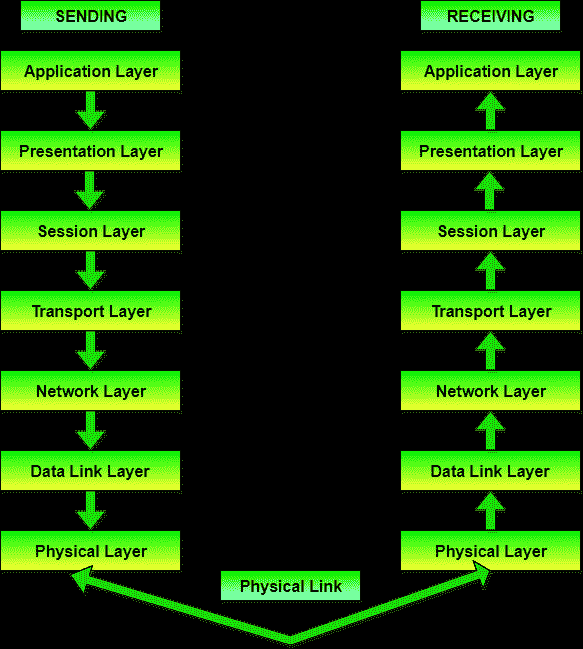 SENDING
RECEIVING
Application Layer
Application Layer
Presentation Layer
Presentation Layer
Session Layer
Session Layer
Transport Layer
Transport Layer
Network Layer
Network Layer
Data Link Layer
Data Link Layer
Physical Layer
Physical Layer
Physical Link